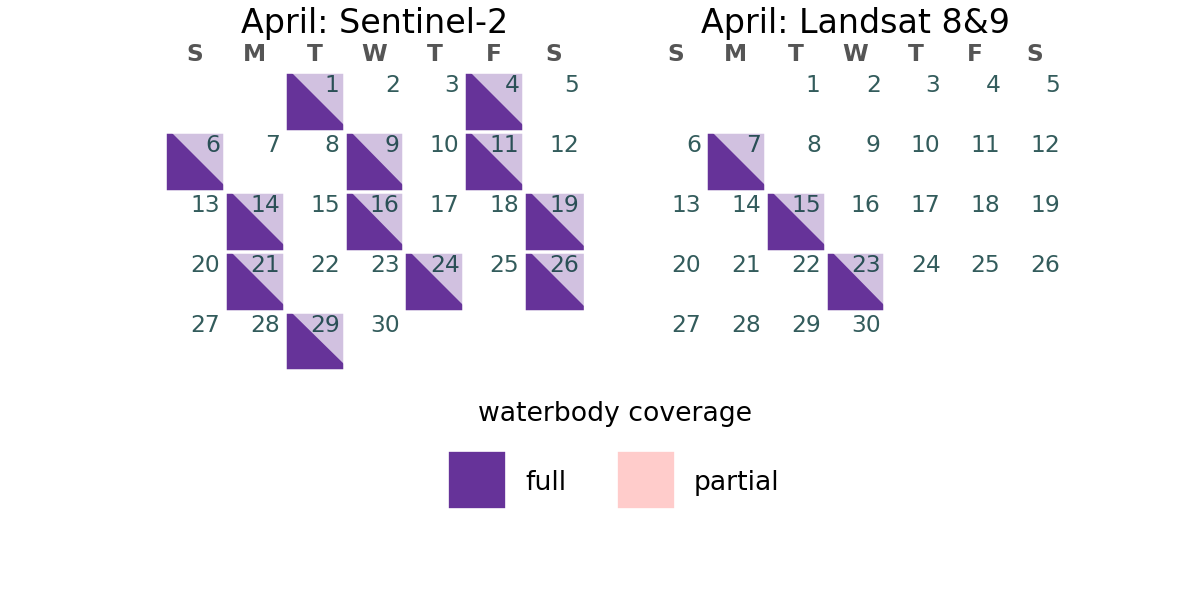 April: Sentinel-2
S M T W T F S
1 2 3 4 5
6 7 8 9 10 11 12
13 14 15 16 17 18 19
20 21 22 23 24 25 26
27 28 29 30
April: Landsat 8&9
S M T W T F S
1 2 3 4 5
6 7 8 9 10 11 12
13 14 15 16 17 18 19
20 21 22 23 24 25 26
27 28 29 30
waterbody coverage
full partial